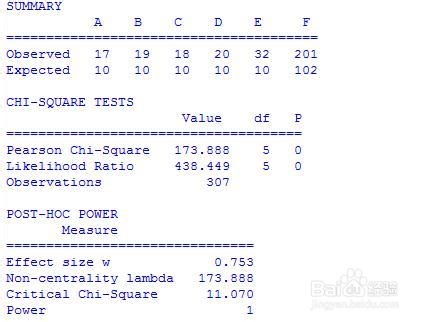 SUMMARY
A B C D E F
=======================================
Observed 17 19 18 20 32 201
Expected 10 10 10 10 10 102
CHI-SQUARE TESTS
Value df P
=====================================
Pearson Chi-Square 173.888 5 0
Likelihood Ratio 438.449 5 0
Observations 307
POST-HOC POWER
Measure
===============================
Effect size w 0.753
Non-centrality lambda 173.888
Critical Chi-Square 11.070
Power 1
Baidu 经验
jingyan.baidu.com